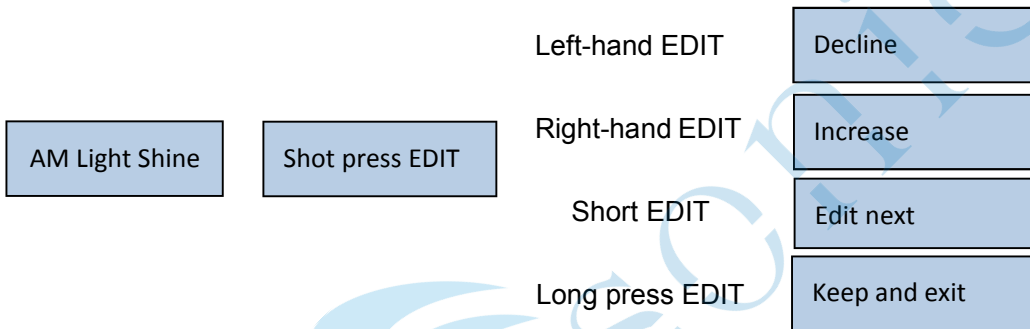 Left-hand EDIT
Decline
Right-hand EDIT
Increase
AM Light Shine
Shot press EDIT
Short EDIT
Edit next
Long press EDIT
Keep and exit